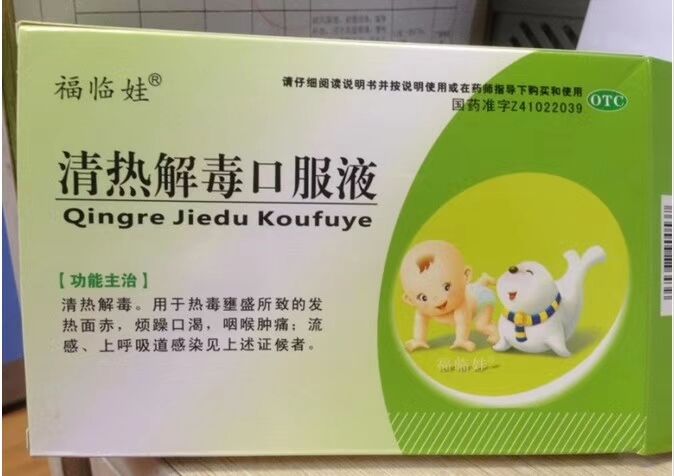 福临娃®
请仔细阅读说明书并按说明使用或在药师指导下购买和使用
国药准字Z41022039
OTC
清热解毒口服液
Qingre Jiedu Koufuye
【功能主治】
清热解毒。用于热毒壅盛所致的发
热面赤，烦躁口渴，咽喉肿痛；流
感、上呼吸道感染见上述证候者。
福临娃